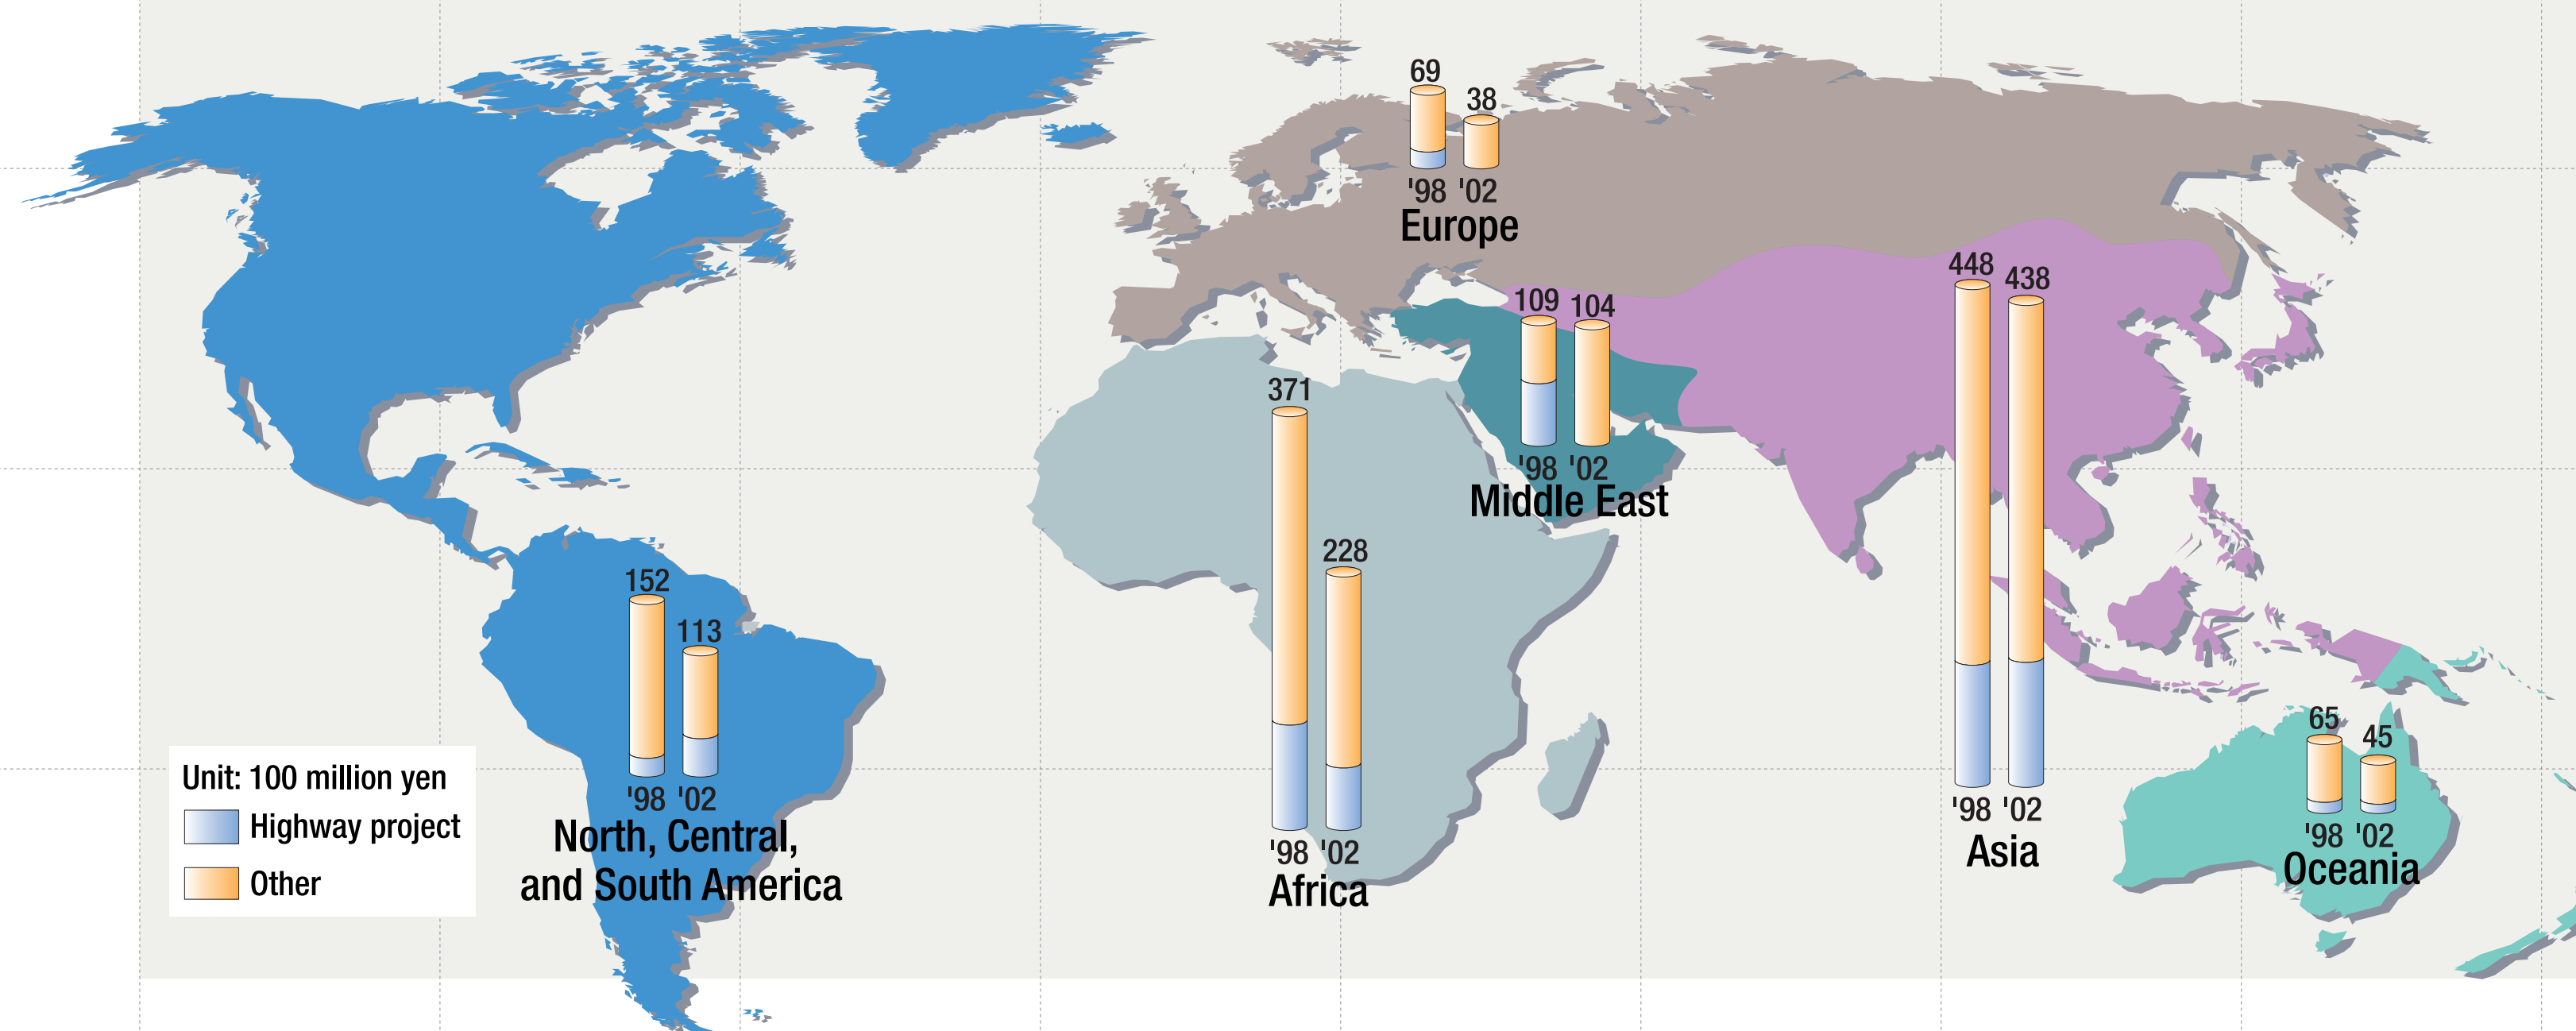 69
38
'98 '02
Europe
448
438
109
104
'98 '02
Middle East
371
228
152
113
65
45
Unit: 100 million yen
Highway project
Other
'98 '02
North, Central,
and South America
'98 '02
Africa
'98 '02
Asia
'98 '02
Oceania